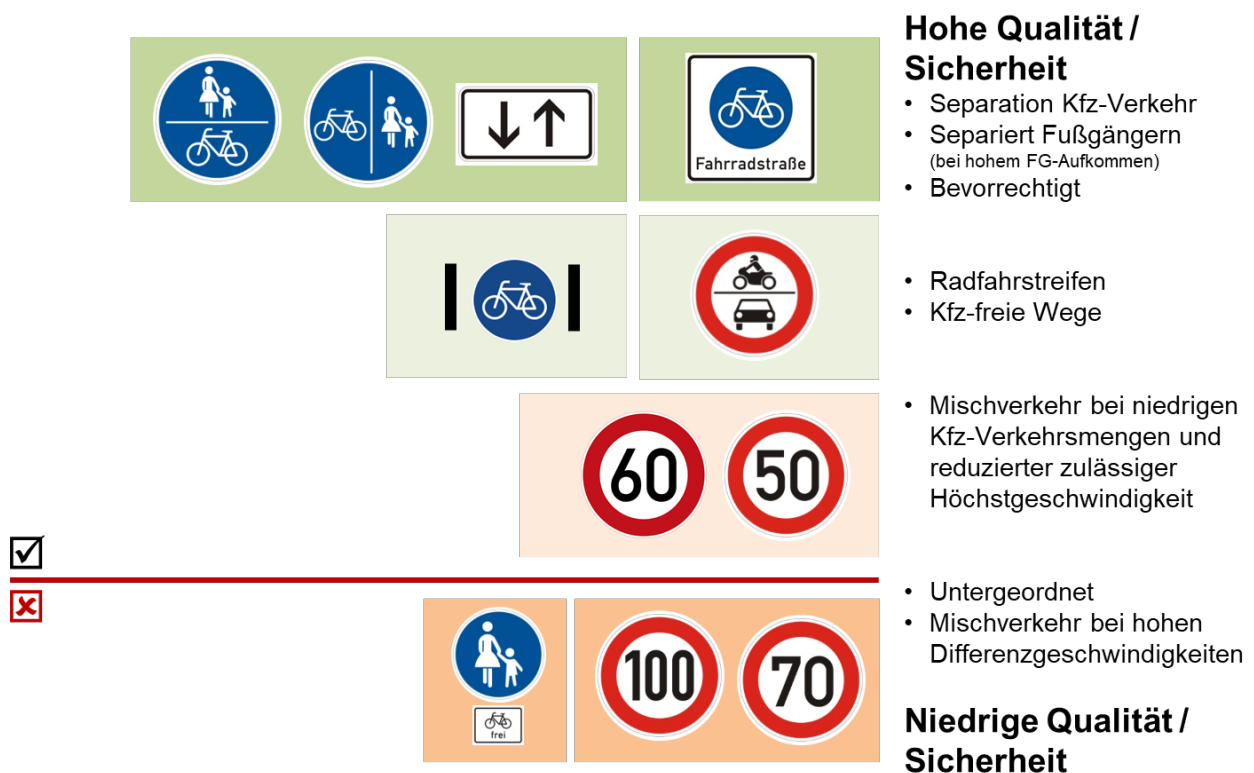 Hohe Qualität /
Sicherheit
• Separation Kfz-Verkehr
• Separiert Fußgängern
(bei hohem FG-Aufkommen)
• Bevorrechtigt
Fahrradstraße
• Radfahrstreifen
• Kfz-freie Wege
• Mischverkehr bei niedrigen
Kfz-Verkehrsmengen und
reduzierter zulässiger
Höchstgeschwindigkeit
60 50
• Untergeordnet
• Mischverkehr bei hohen
Differenzgeschwindigkeiten
frei
100 70
Niedrige Qualität /
Sicherheit